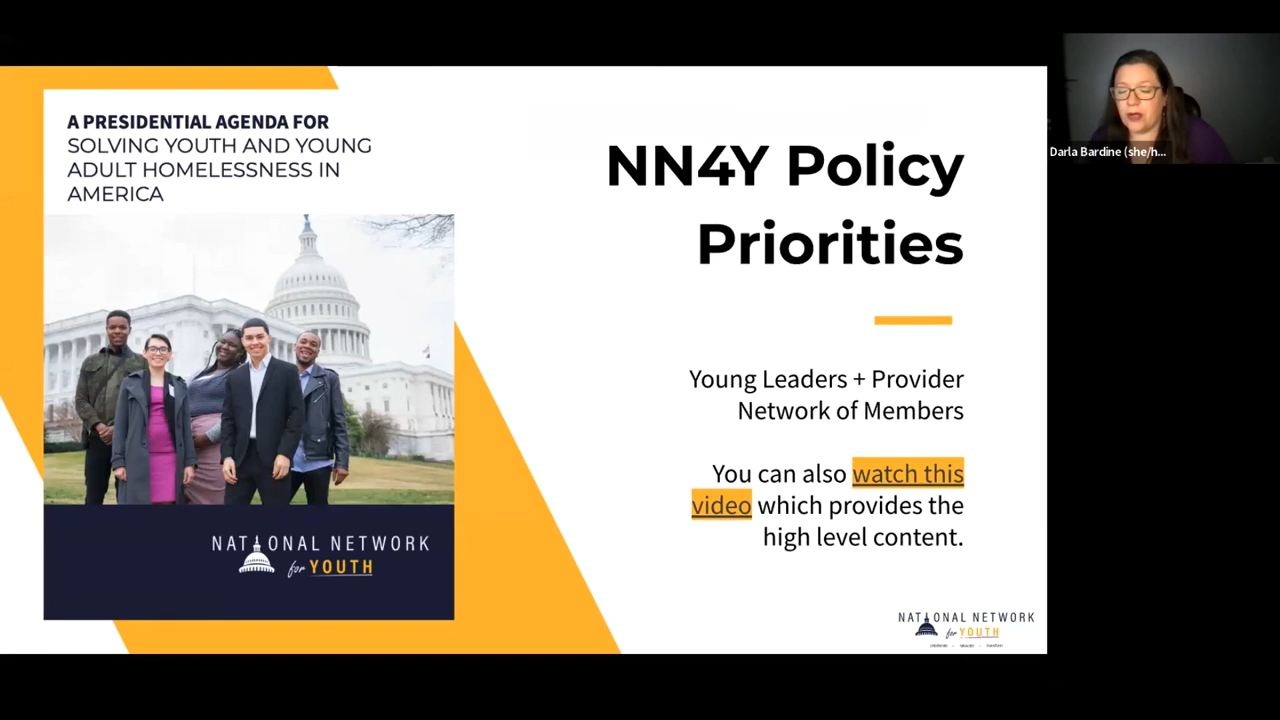 A PRESIDENTIAL AGENDA FOR
SOLVING YOUTH AND YOUNG
ADULT HOMELESSNESS IN
AMERICA
NATIONAL NETWORK
for YOUTH
NN4Y Policy
Priorities
Young Leaders + Provider
Network of Members
You can also watch this
video which provides the
high level content.
NATIONAL NETWORK
for YOUTH
Darla Bardine (she/h...